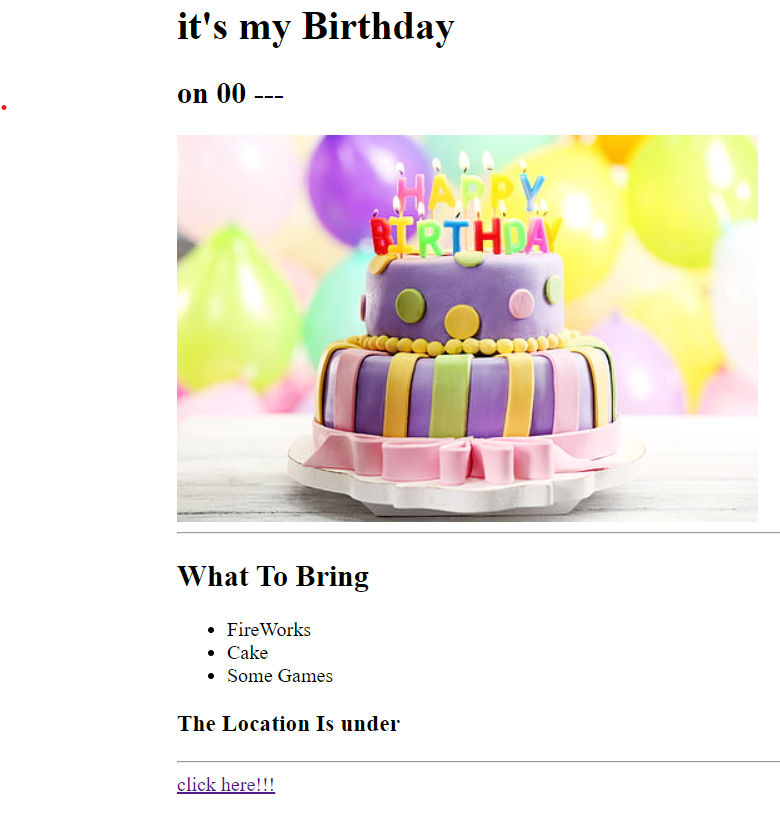 it's my Birthday
on 00 ---
HAPPY
BIRTHDAY
What To Bring
FireWorks
Cake
Some Games
The Location Is under
click here!!!